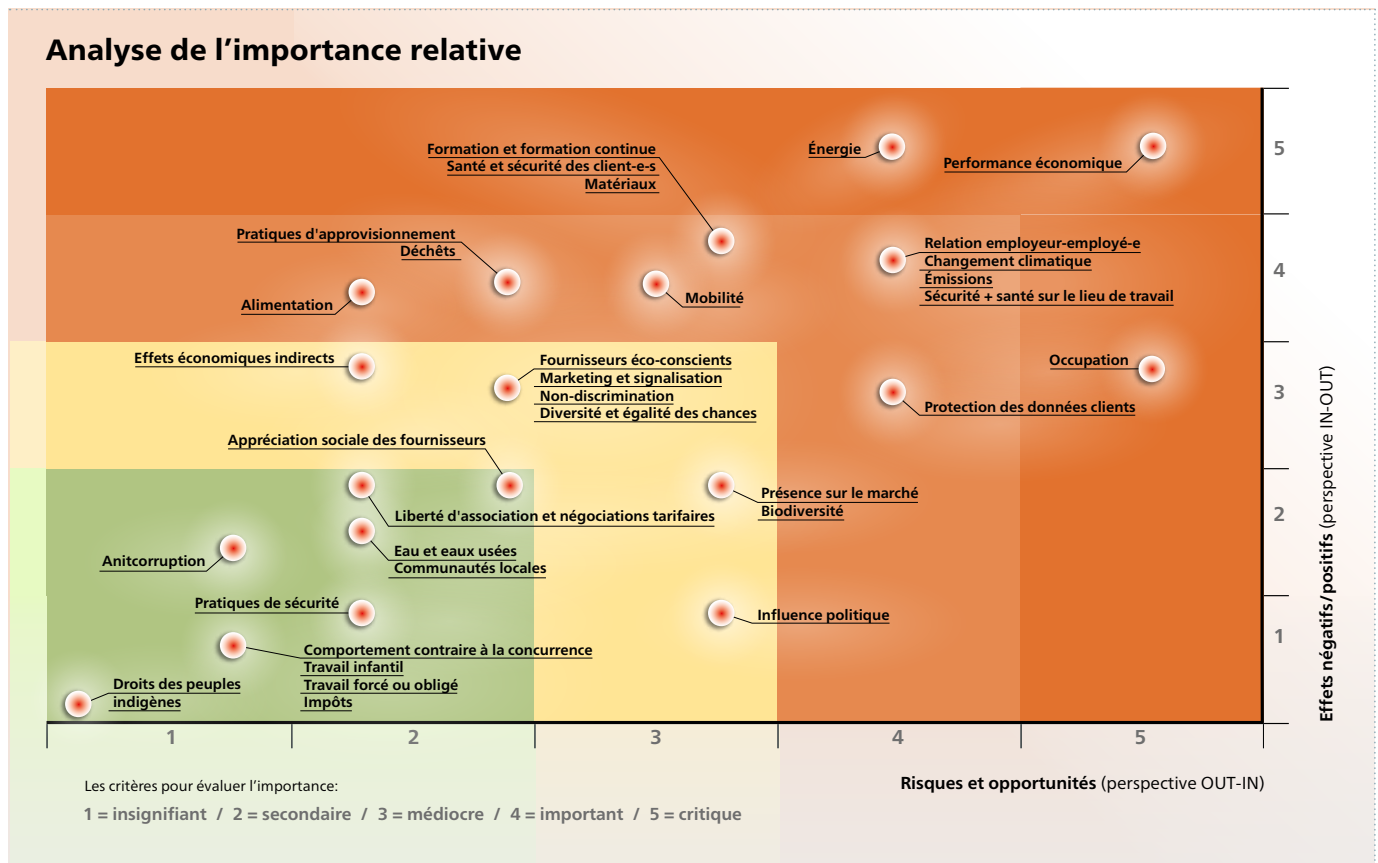 Analyse de l’importance relative
Formation et formation continue
Santé et sécurité des client-e-s
Matériaux
Énergie
Performance économique
5
Pratiques d'approvisionnement
Déchêts
Relation employeur-employé-e
Changement climatique
Émissions
Sécurité + santé sur le lieu de travail
4
Alimentation
Mobilité
Effets économiques indirects
Fournisseurs éco-conscients
Marketing et signalisation
Non-discrimination
Diversité et égalité des chances
Occupation
Protection des données clients
3
Appréciation sociale des fournisseurs
Liberté d'association et négociations tarifaires
Présence sur le marché
Biodiversité
2
Eau et eaux usées
Communautés locales
Anitcorruption
Pratiques de sécurité
Influence politique
1
Comportement contraire à la concurrence
Travail infantil
Travail forcé ou obligé
Impôts
Droits des peuples
indigènes
Effets négatifs/positifs (perspective IN-OUT)
1 2 3 4 5
Risques et opportunités (perspective OUT-IN)
Les critères pour évaluer l’importance:
1 = insignifiant / 2 = secondaire / 3 = médiocre / 4 = important / 5 = critique